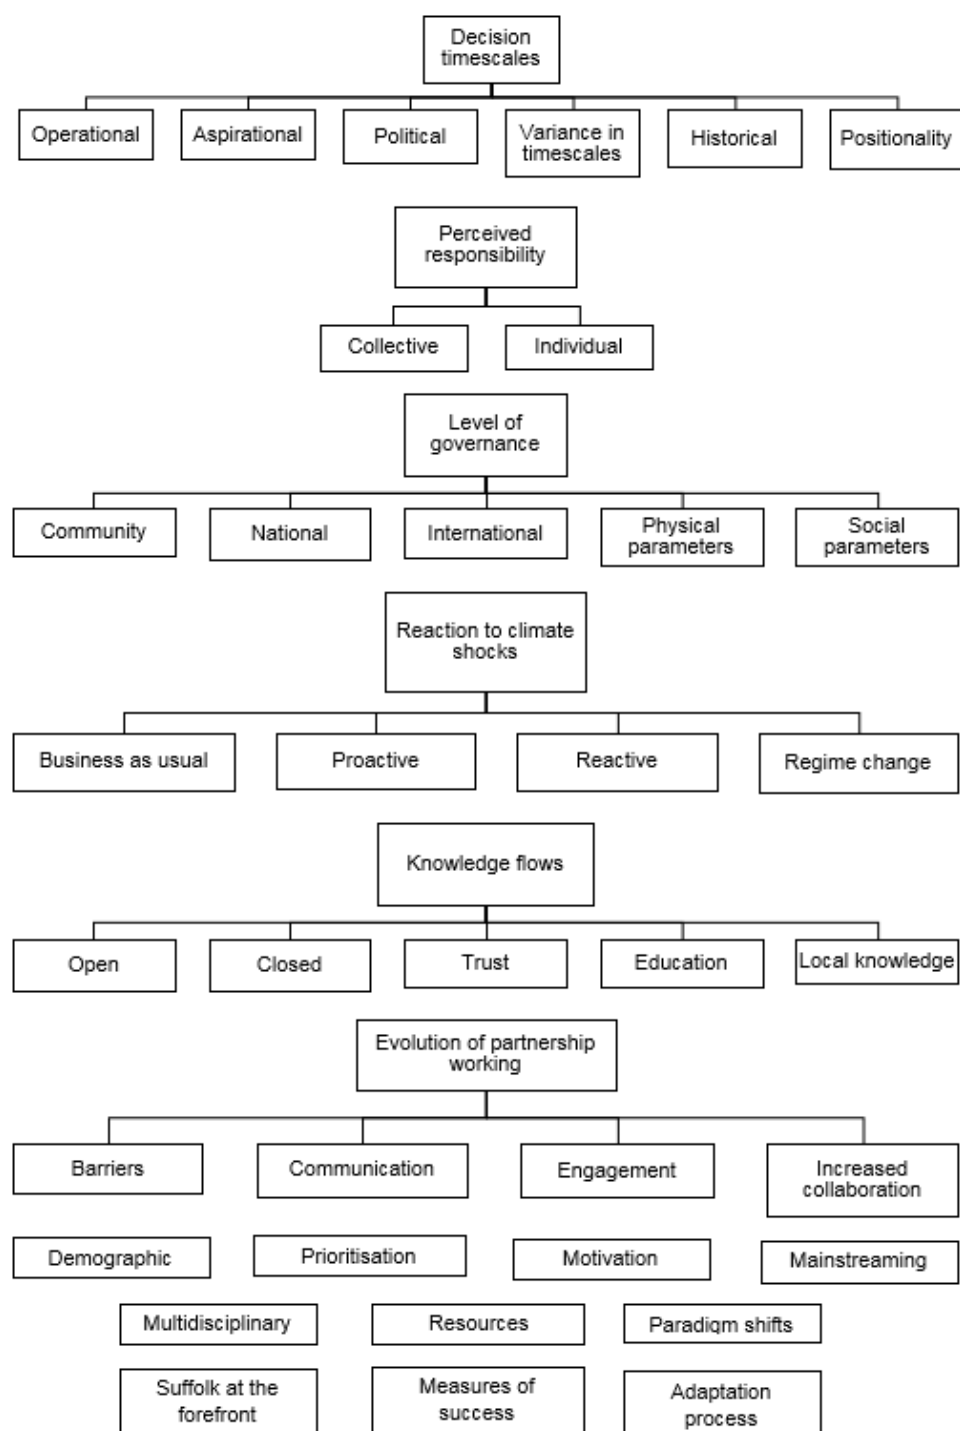 Decision
timescales
Operational
Aspirational
Political
Variance in
timescales
Historical
Positionality
Perceived
responsibility
Collective
Individual
Level of
governance
Community
National
International
Physical
parameters
Social
parameters
Reaction to climate
shocks
Business as usual
Proactive
Reactive
Regime change
Knowledge flows
Open
Closed
Trust
Education
Local knowledge
Evolution of partnership
working
Barriers
Communication
Engagement
Increased
collaboration
Demographic
Prioritisation
Motivation
Mainstreaming
Multidisciplinary
Resources
Paradigm shifts
Suffolk at the
forefront
Measures of
success
Adaptation
process